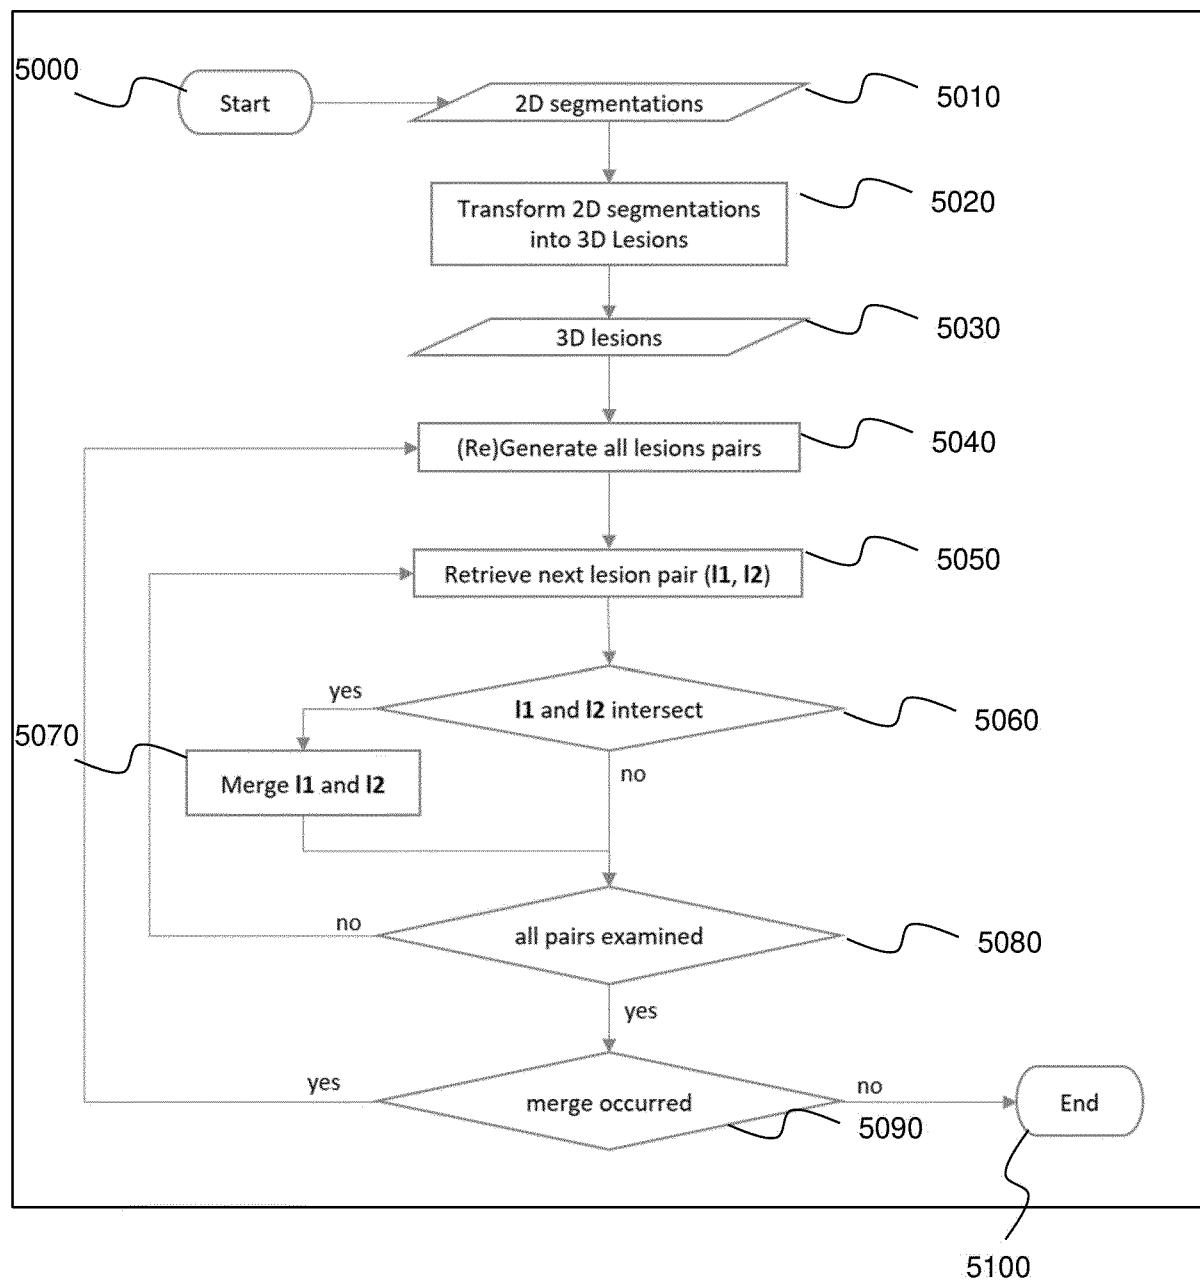 5000
Start
2D segmentations
5010
Transform 2D segmentations
into 3D Lesions
5020
3D lesions
5030
(Re)Generate all lesions pairs
5040
Retrieve next lesion pair (l1, l2)
5050
yes
l1 and l2 intersect
5060
5070
Merge l1 and l2
no
no
all pairs examined
5080
yes
yes
merge occurred
no
End
5090
5100